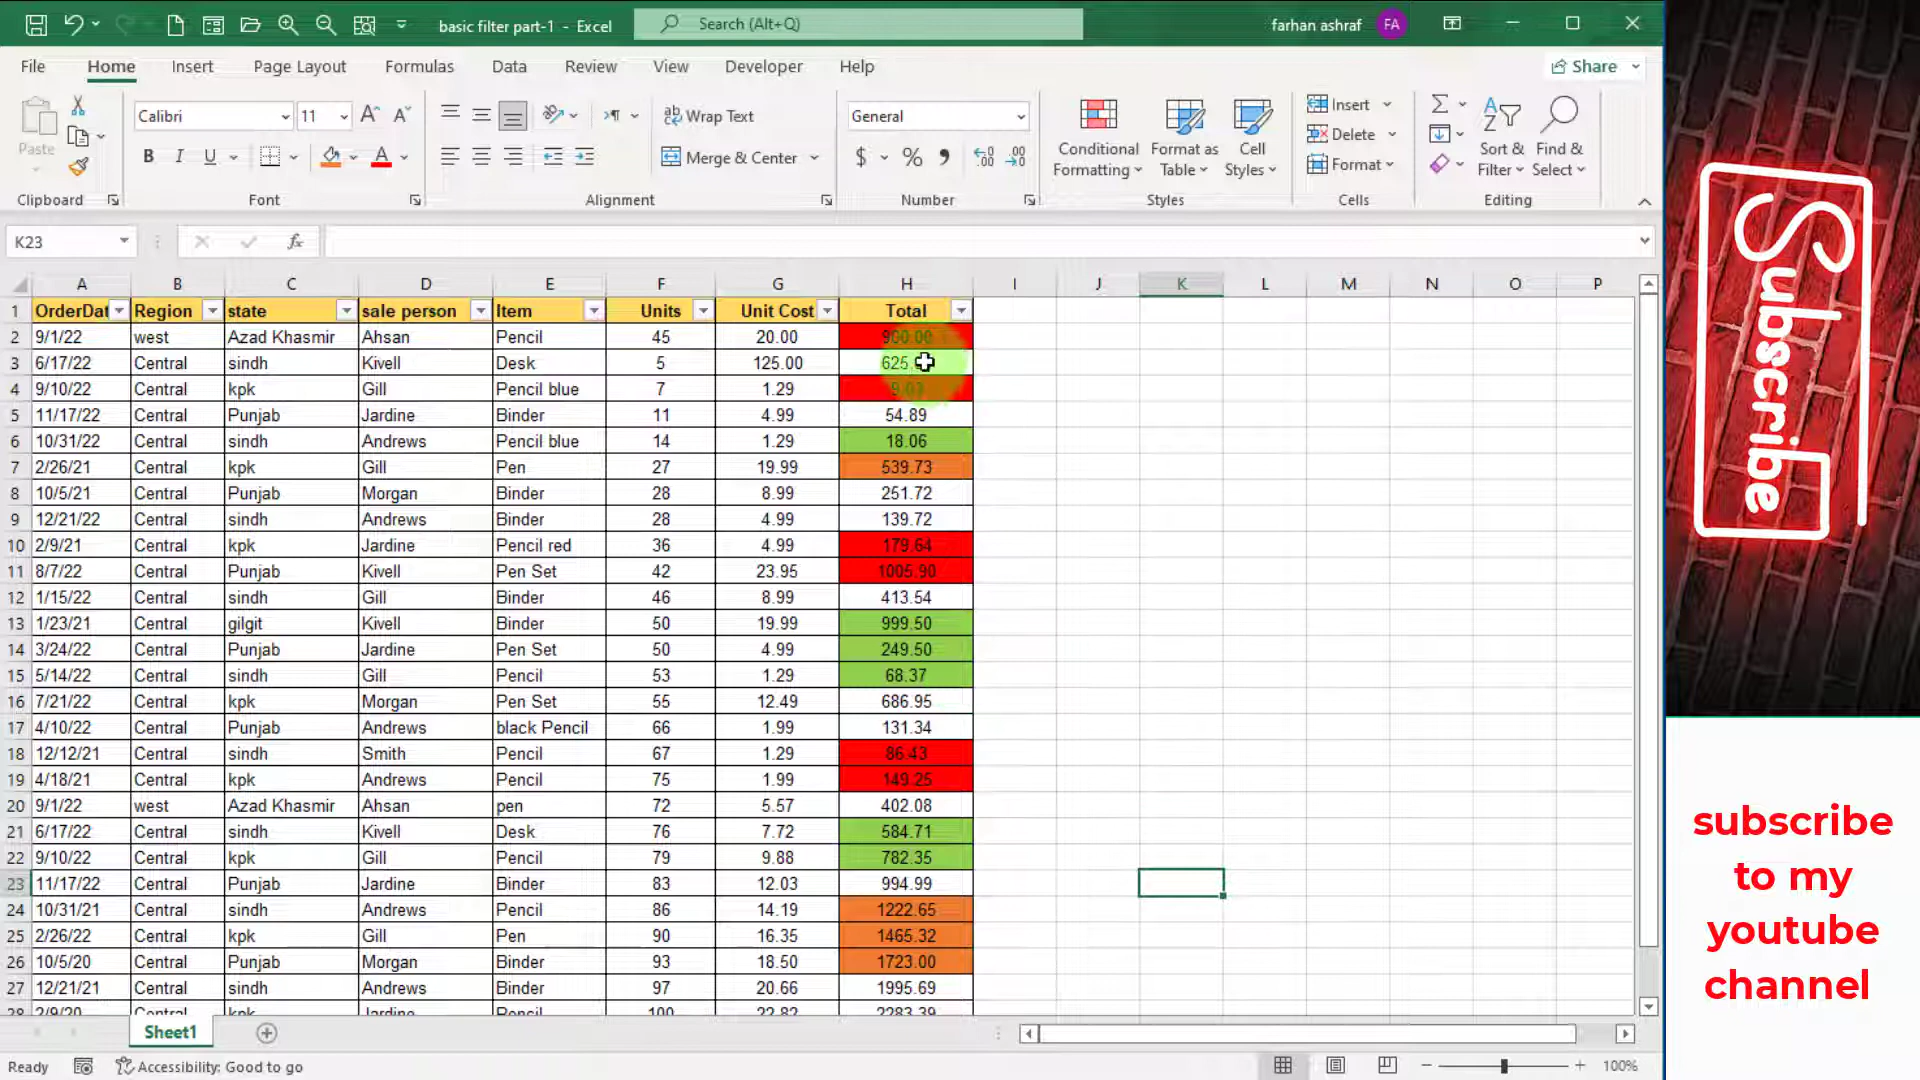 basic filter part-1 - Excel
Search (Alt+Q)
farhan ashraf FA
File Home Insert Page Layout Formulas Data Review View Developer Help Share
Paste
Calibri 11
Wrap Text
Merge & Center
General
Conditional Formatting
Format as Table
Cell Styles
Insert
Delete
Format
Sort & Filter
Find & Select
Clipboard Font Alignment Number Styles Cells Editing
K23 fx
A B C D E F G H I J K L M N O P
1 OrderDat Region state sale person Item Units Unit Cost Total
2 9/1/22 west Azad Khasmir Ahsan Pencil 45 20.00 900.00
3 6/17/22 Central sindh Kivell Desk 5 125.00 625.
4 9/10/22 Central kpk Gill Pencil blue 7 1.29 9.03
5 11/17/22 Central Punjab Jardine Binder 11 4.99 54.89
6 10/31/22 Central sindh Andrews Pencil blue 14 1.29 18.06
7 2/26/21 Central kpk Gill Pen 27 19.99 539.73
8 10/5/21 Central Punjab Morgan Binder 28 8.99 251.72
9 12/21/22 Central sindh Andrews Binder 28 4.99 139.72
10 2/9/21 Central kpk Jardine Pencil red 36 4.99 179.64
11 8/7/22 Central Punjab Kivell Pen Set 42 23.95 1005.90
12 1/15/22 Central sindh Gill Binder 46 8.99 413.54
13 1/23/21 Central gilgit Kivell Binder 50 19.99 999.50
14 3/24/22 Central Punjab Jardine Pen Set 50 4.99 249.50
15 5/14/22 Central sindh Gill Pencil 53 1.29 68.37
16 7/21/22 Central kpk Morgan Pen Set 55 12.49 686.95
17 4/10/22 Central Punjab Andrews black Pencil 66 1.99 131.34
18 12/12/21 Central sindh Smith Pencil 67 1.29 86.43
19 4/18/21 Central kpk Andrews Pencil 75 1.99 149.25
20 9/1/22 west Azad Khasmir Ahsan pen 72 5.57 402.08
21 6/17/22 Central sindh Kivell Desk 76 7.72 584.71
22 9/10/22 Central kpk Gill Pencil 79 9.88 782.35
23 11/17/22 Central Punjab Jardine Binder 83 12.03 994.99
24 10/31/21 Central sindh Andrews Pencil 86 14.19 1222.65
25 2/26/22 Central kpk Gill Pen 90 16.35 1465.32
26 10/5/20 Central Punjab Morgan Binder 93 18.50 1723.00
27 12/21/21 Central sindh Andrews Binder 97 20.66 1995.69
28 2/9/20 Central kpk Jardine Pencil 100 22.82 2283.39
Sheet1
Ready Accessibility: Good to go 100%
Subscribe
subscribe
to my
youtube
channel